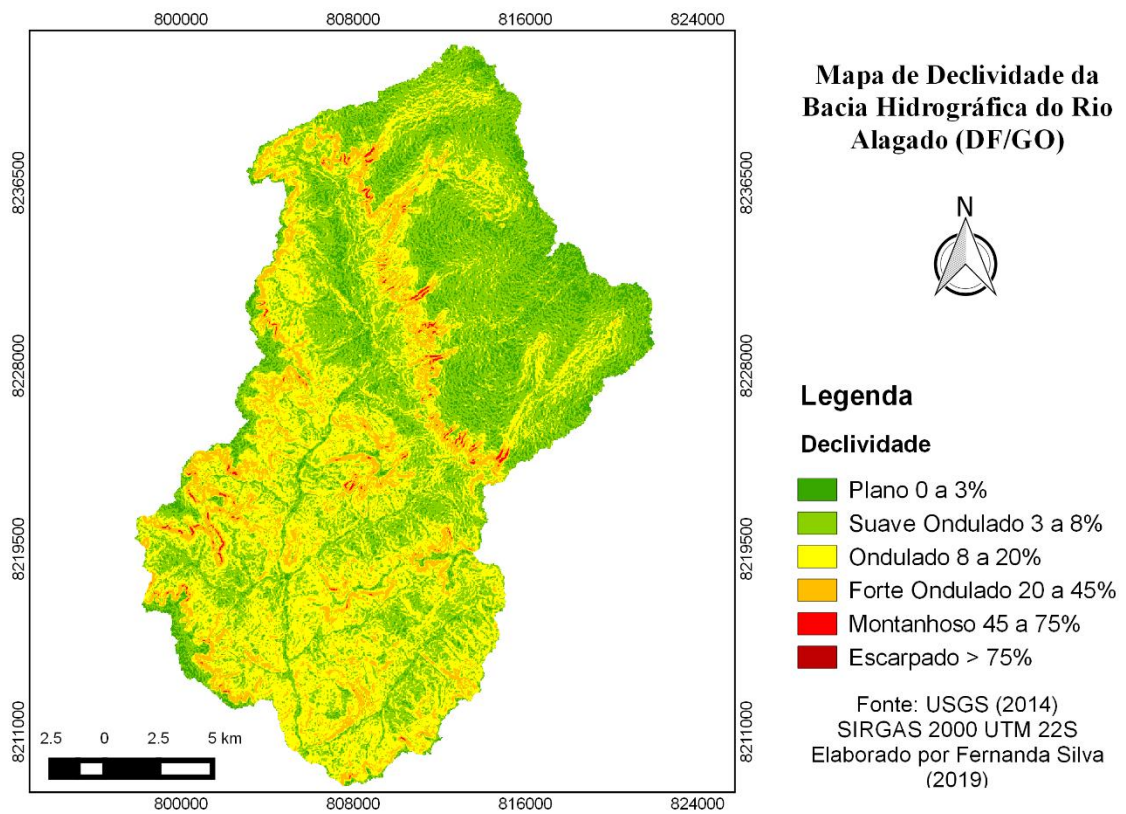 800000 808000 816000 824000
Mapa de Declividade da
Bacia Hidrográfica do Rio
Alagado (DF/GO)
8236500 8236500
N
8228000 8228000
Legenda
Declividade
Plano 0 a 3%
Suave Ondulado 3 a 8%
8219500 8219500
Ondulado 8 a 20%
Forte Ondulado 20 a 45%
Montanhoso 45 a 75%
Escarpado > 75%
8211000 8211000
2.5 0 2.5 5 km
Fonte: USGS (2014)
SIRGAS 2000 UTM 22S
Elaborado por Fernanda Silva
(2019)
800000 808000 816000 824000